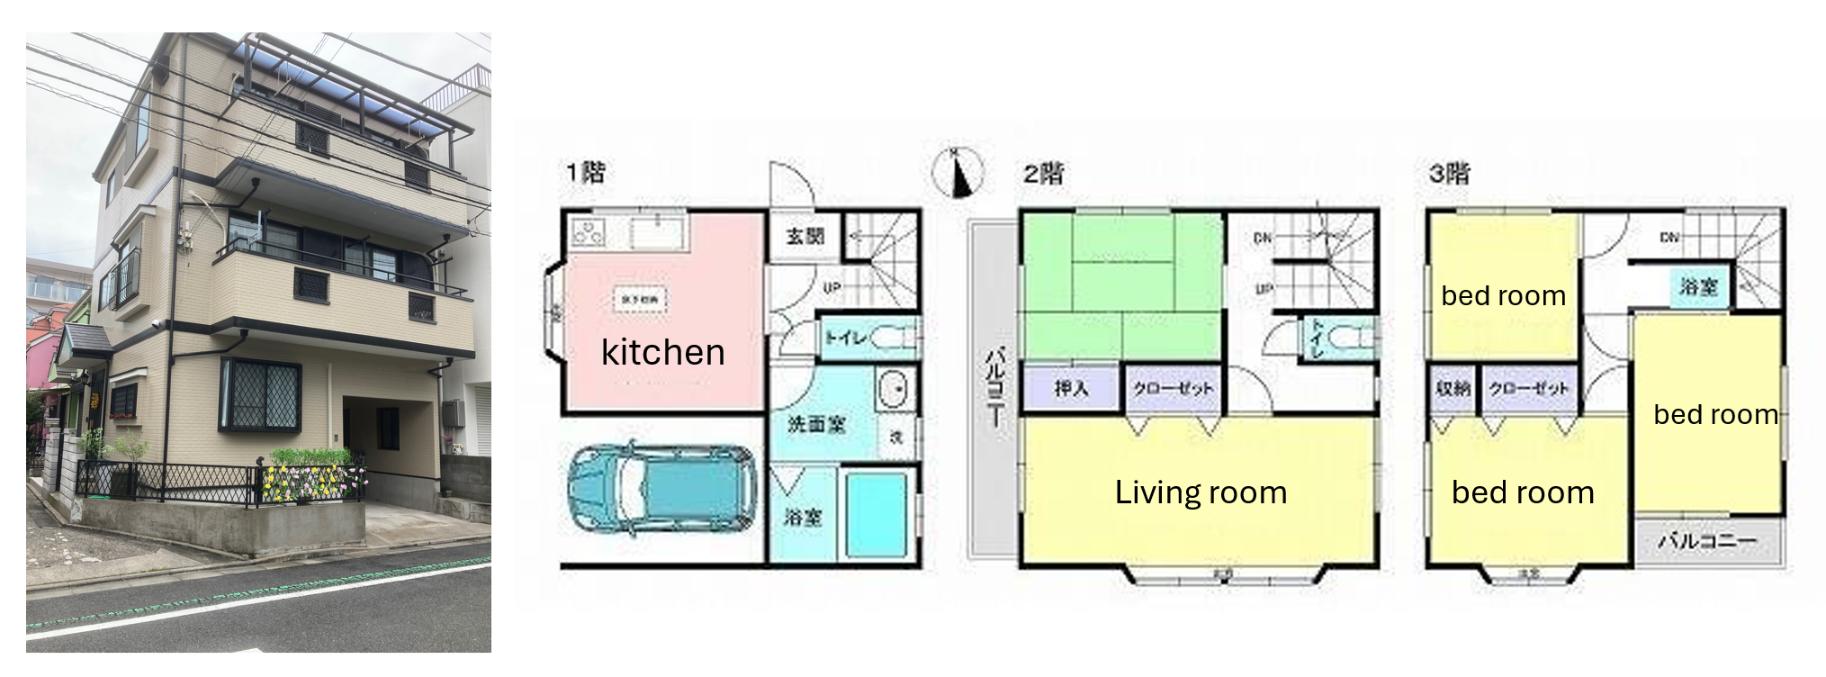 1階
玄関
UP
kitchen
トイレ
洗面室
洗
浴室
N
2階
DN
UP
トイレ
バルコニー
押入
クローゼット
Living room
3階
DN
浴室
bed room
収納
クローゼット
bed room
bed room
バルコニー